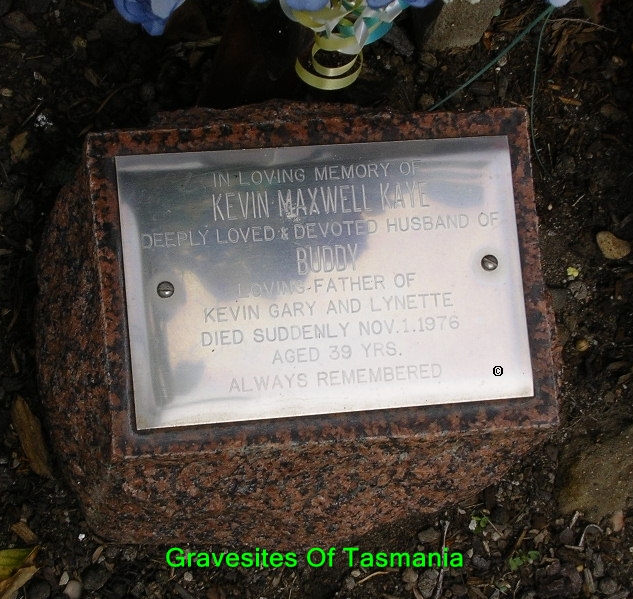 IN LOVING MEMORY OF
KEVIN MAXWELL KAYE
DEEPLY LOVED & DEVOTED HUSBAND OF
BUDDY
LOVING FATHER OF
KEVIN GARY AND LYNETTE
DIED SUDDENLY NOV.1.1976
AGED 39 YRS.
ALWAYS REMEMBERED
©
Gravesites Of Tasmania